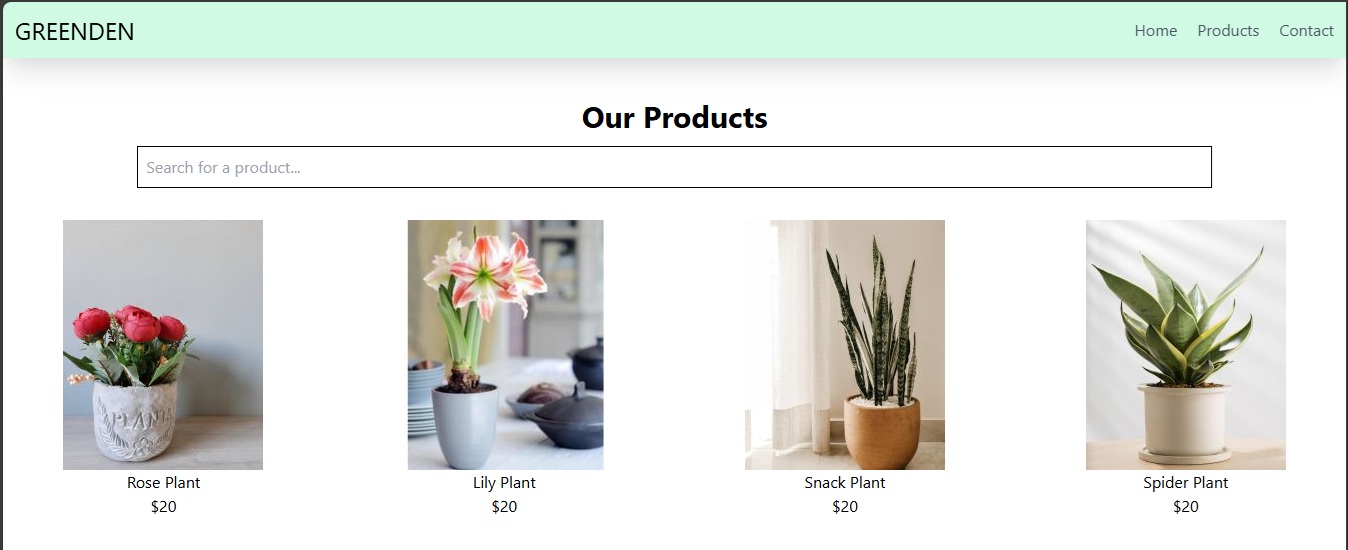 GREENDEN
Home Products Contact
Our Products
Search for a product...
PLANTS
Rose Plant
Lily Plant
Snack Plant
Spider Plant
$20
$20
$20
$20